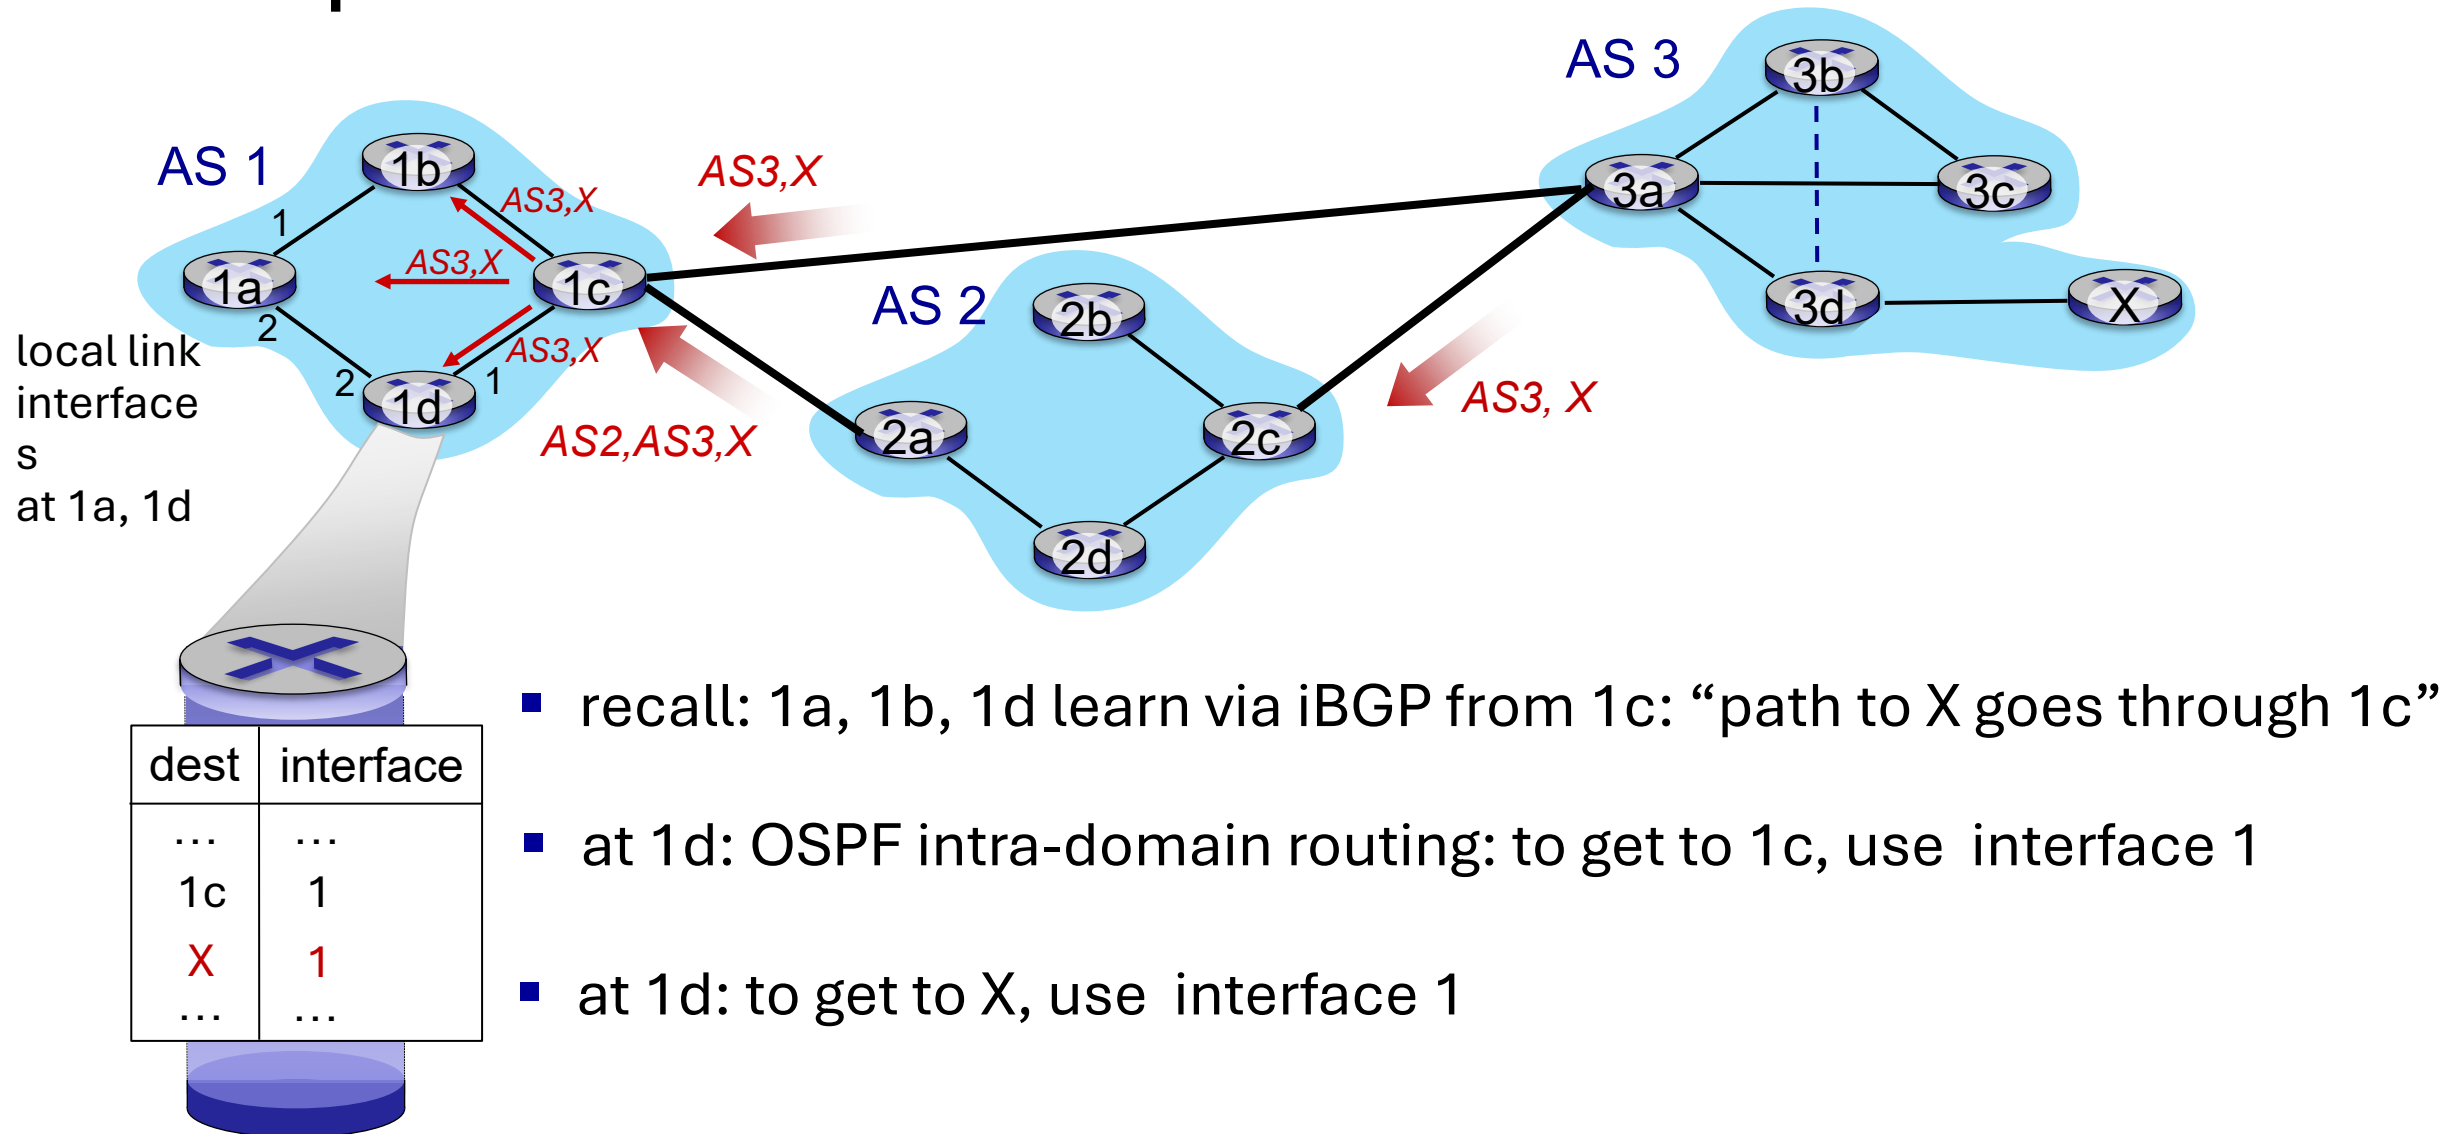 AS 3
3b
3a
3c
3d
X
AS 1
1b
1
AS3,X
AS3,X
AS3,X
1a
1c
2
AS3,X
2
1d
1
local link
interface
s
at 1a, 1d
AS2,AS3,X
AS 2
2b
2a
2c
2d
AS3, X
dest interface
... ...
1c 1
X 1
... ...
▪ recall: 1a, 1b, 1d learn via iBGP from 1c: “path to X goes through 1c”
▪ at 1d: OSPF intra-domain routing: to get to 1c, use interface 1
▪ at 1d: to get to X, use interface 1